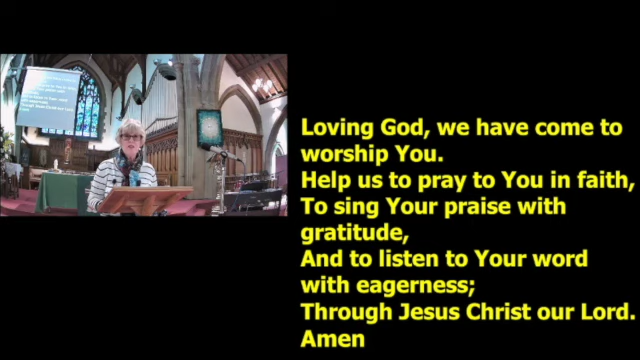 Loving God, we have come to
worship You.
Help us to pray to You in faith,
To sing Your praise with
gratitude,
And to listen to Your word
with eagerness;
Through Jesus Christ our Lord.
Amen